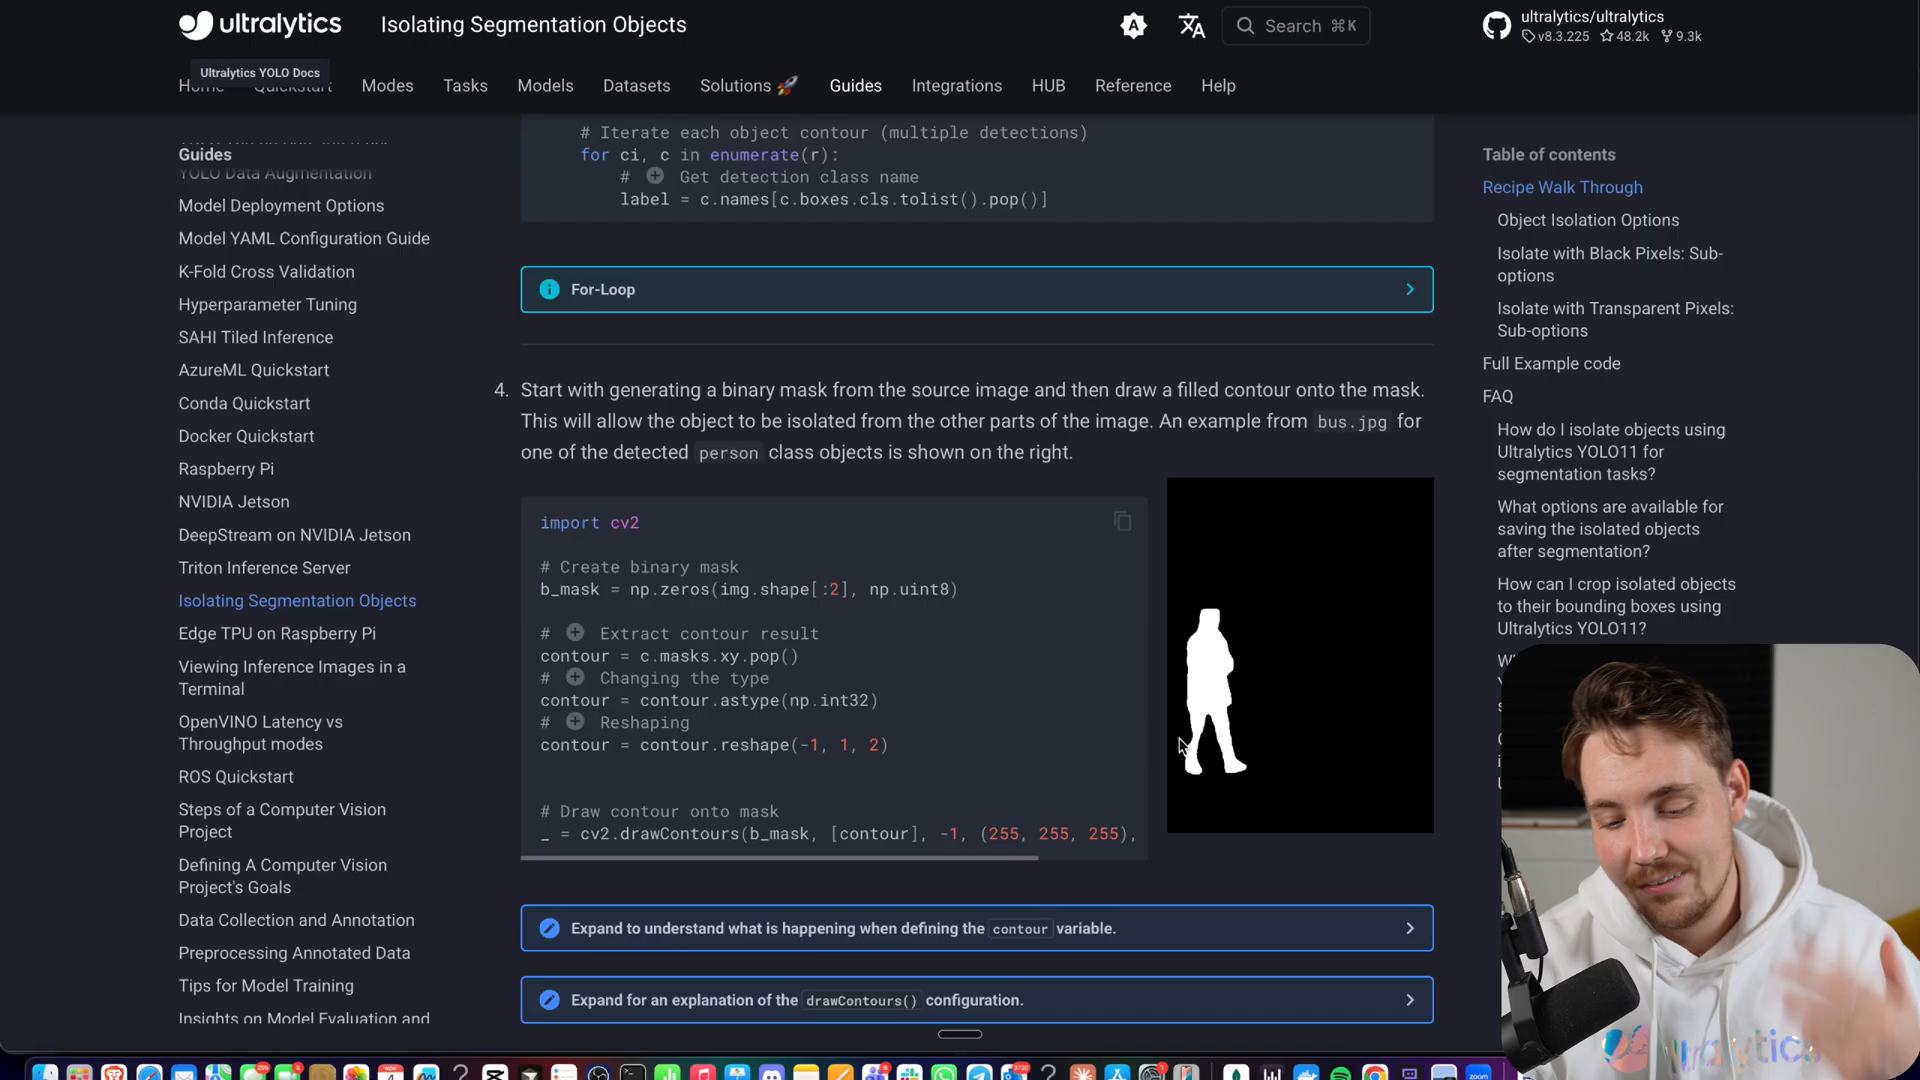 ultralytics
Isolating Segmentation Objects
Search ⌘K
ultralytics/ultralytics
v8.3.225 48.2k 9.3k
Ultralytics YOLO Docs
Home Quickstart Modes Tasks Models Datasets Solutions 🚀 Guides Integrations HUB Reference Help
Guides
YOLO Data Augmentation
Model Deployment Options
Model YAML Configuration Guide
K-Fold Cross Validation
Hyperparameter Tuning
SAHI Tiled Inference
AzureML Quickstart
Conda Quickstart
Docker Quickstart
Raspberry Pi
NVIDIA Jetson
DeepStream on NVIDIA Jetson
Triton Inference Server
Isolating Segmentation Objects
Edge TPU on Raspberry Pi
Viewing Inference Images in a
Terminal
OpenVINO Latency vs
Throughput modes
ROS Quickstart
Steps of a Computer Vision
Project
Defining A Computer Vision
Project's Goals
Data Collection and Annotation
Preprocessing Annotated Data
Tips for Model Training
Insights on Model Evaluation and
# Iterate each object contour (multiple detections)
for ci, c in enumerate(r):
# Get detection class name
label = c.names[c.boxes.cls.tolist().pop()]
For-Loop
4. Start with generating a binary mask from the source image and then draw a filled contour onto the mask.
This will allow the object to be isolated from the other parts of the image. An example from bus.jpg for
one of the detected person class objects is shown on the right.
import cv2
# Create binary mask
b_mask = np.zeros(img.shape[:2], np.uint8)
# Extract contour result
contour = c.masks.xy.pop()
# Changing the type
contour = contour.astype(np.int32)
# Reshaping
contour = contour.reshape(-1, 1, 2)
# Draw contour onto mask
_ = cv2.drawContours(b_mask, [contour], -1, (255, 255, 255),
Expand to understand what is happening when defining the contour variable.
Expand for an explanation of the drawContours() configuration.
Table of contents
Recipe Walk Through
Object Isolation Options
Isolate with Black Pixels: Sub-
options
Isolate with Transparent Pixels:
Sub-options
Full Example code
FAQ
How do I isolate objects using
Ultralytics YOLO11 for
segmentation tasks?
What options are available for
saving the isolated objects
after segmentation?
How can I crop isolated objects
to their bounding boxes using
Ultralytics YOLO11?